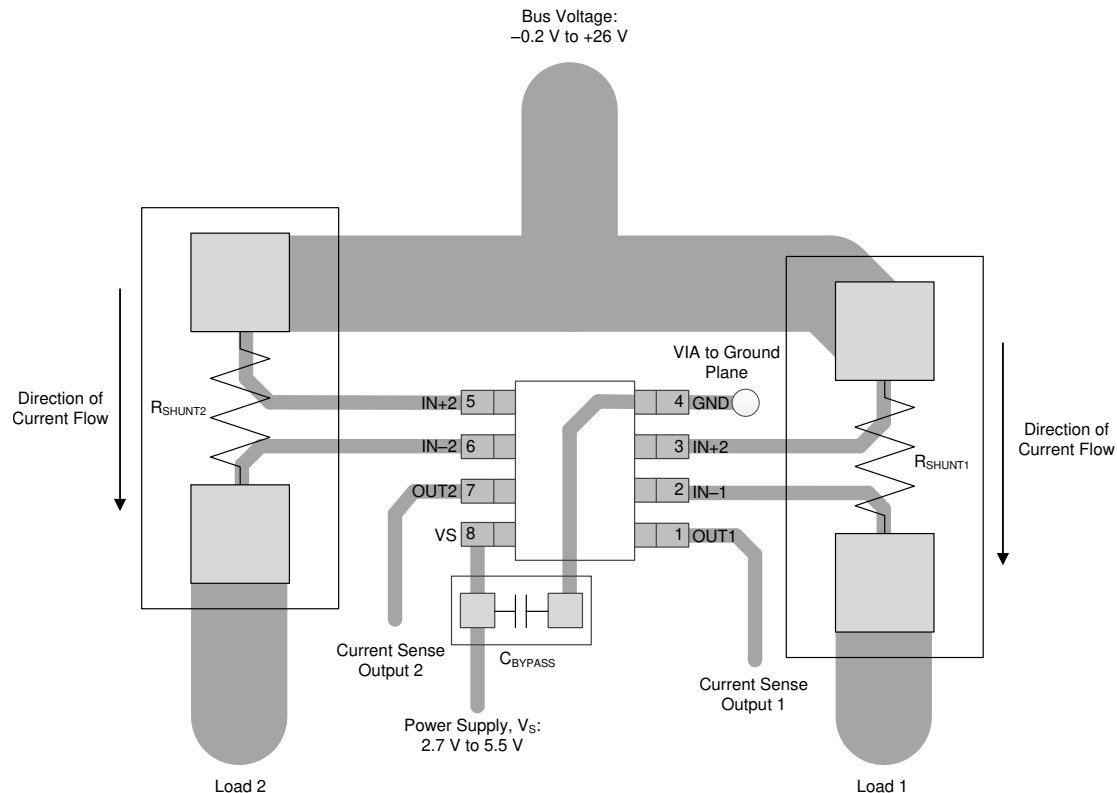 Bus Voltage:
–0.2 V to +26 V
VIA to Ground
Plane
Direction of
Current Flow
RSHUNT2
IN+2 5
4 GND
IN–2 6
3 IN+2
Direction of
Current Flow
RSHUNT1
OUT2 7
2 IN–1
VS 8
1 OUT1
CBYPASS
Current Sense
Output 2
Current Sense
Output 1
Power Supply, VS:
2.7 V to 5.5 V
Load 2
Load 1